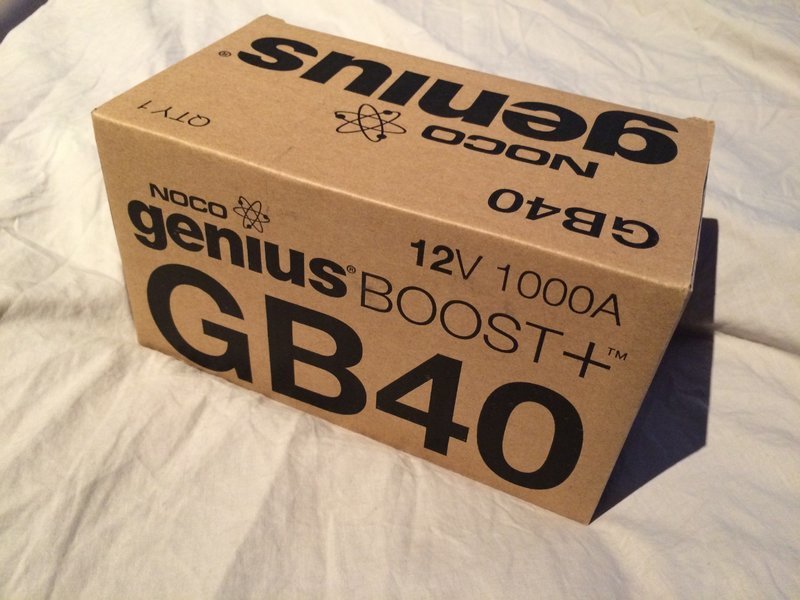 genius®
NOCO
GB40
QTY 1
NOCO
genius®
12V 1000A
BOOST+™
GB40